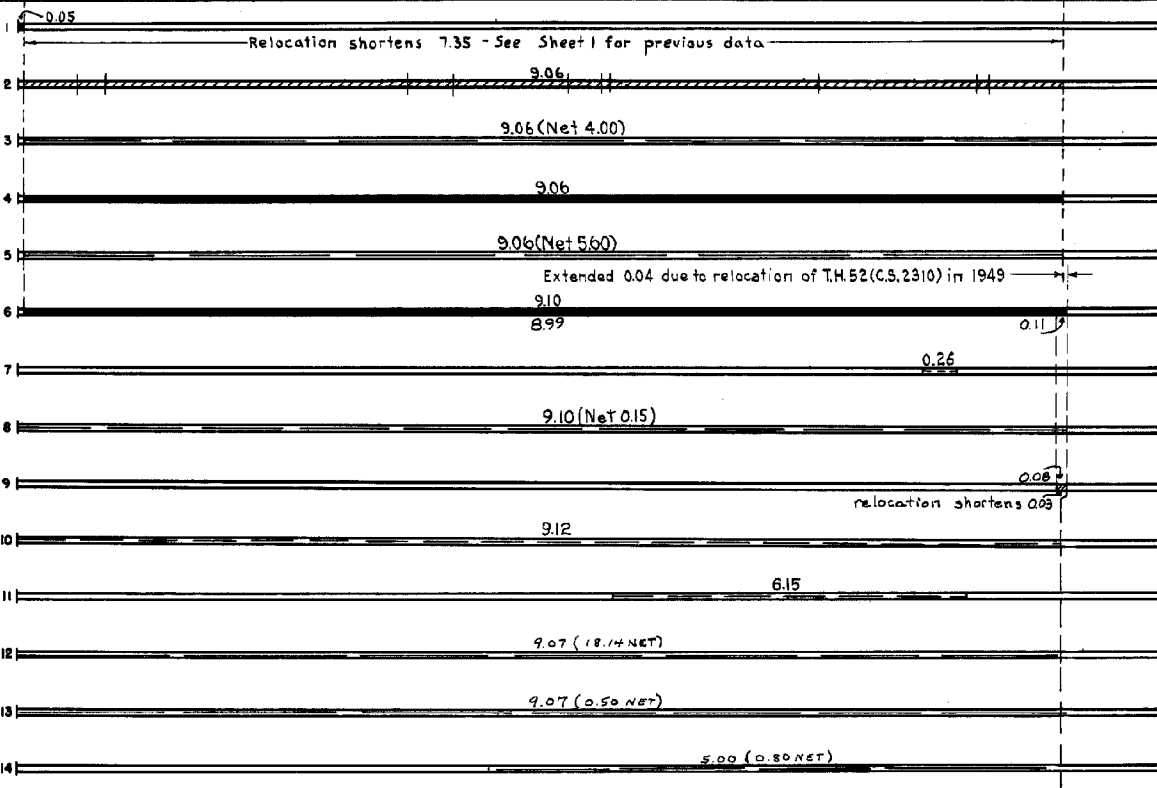 0.05
1
Relocation shortens 7.35 - See Sheet 1 for previous data
9.06
2
9.06 (Net 4.00)
3
9.06
4
9.06 (Net 5.60)
5
Extended 0.04 due to relocation of T.H. 52 (C.S. 2310) in 1949
9.10
6
8.99 0.11
0.26
7
9.10 (Net 0.15)
8
0.08
9
relocation shortens 0.03
9.12
10
6.15
11
9.07 (18.14 NET)
12
9.07 (0.50 NET)
13
5.00 (0.80 NET)
14